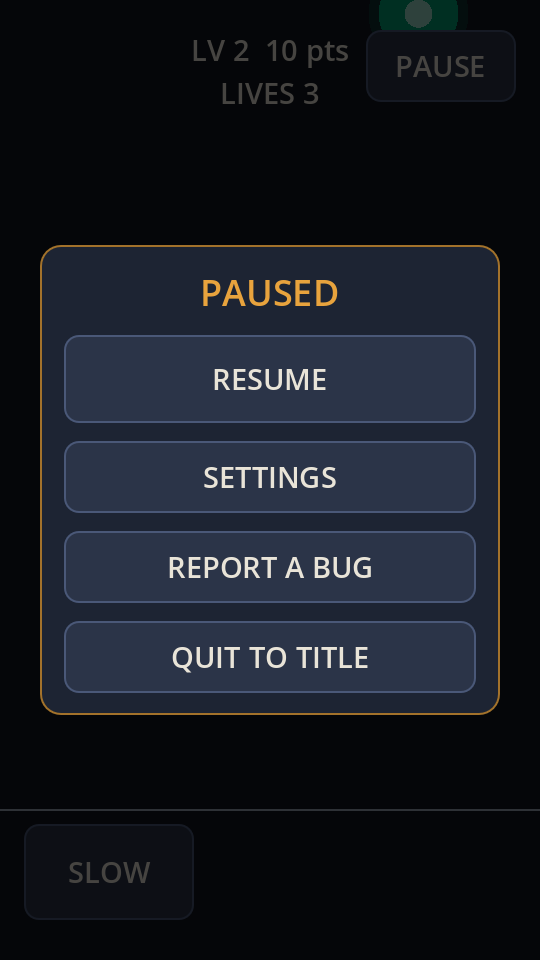 LV 2  10 pts
PAUSE
LIVES 3
PAUSED
RESUME
SETTINGS
REPORT A BUG
QUIT TO TITLE
SLOW